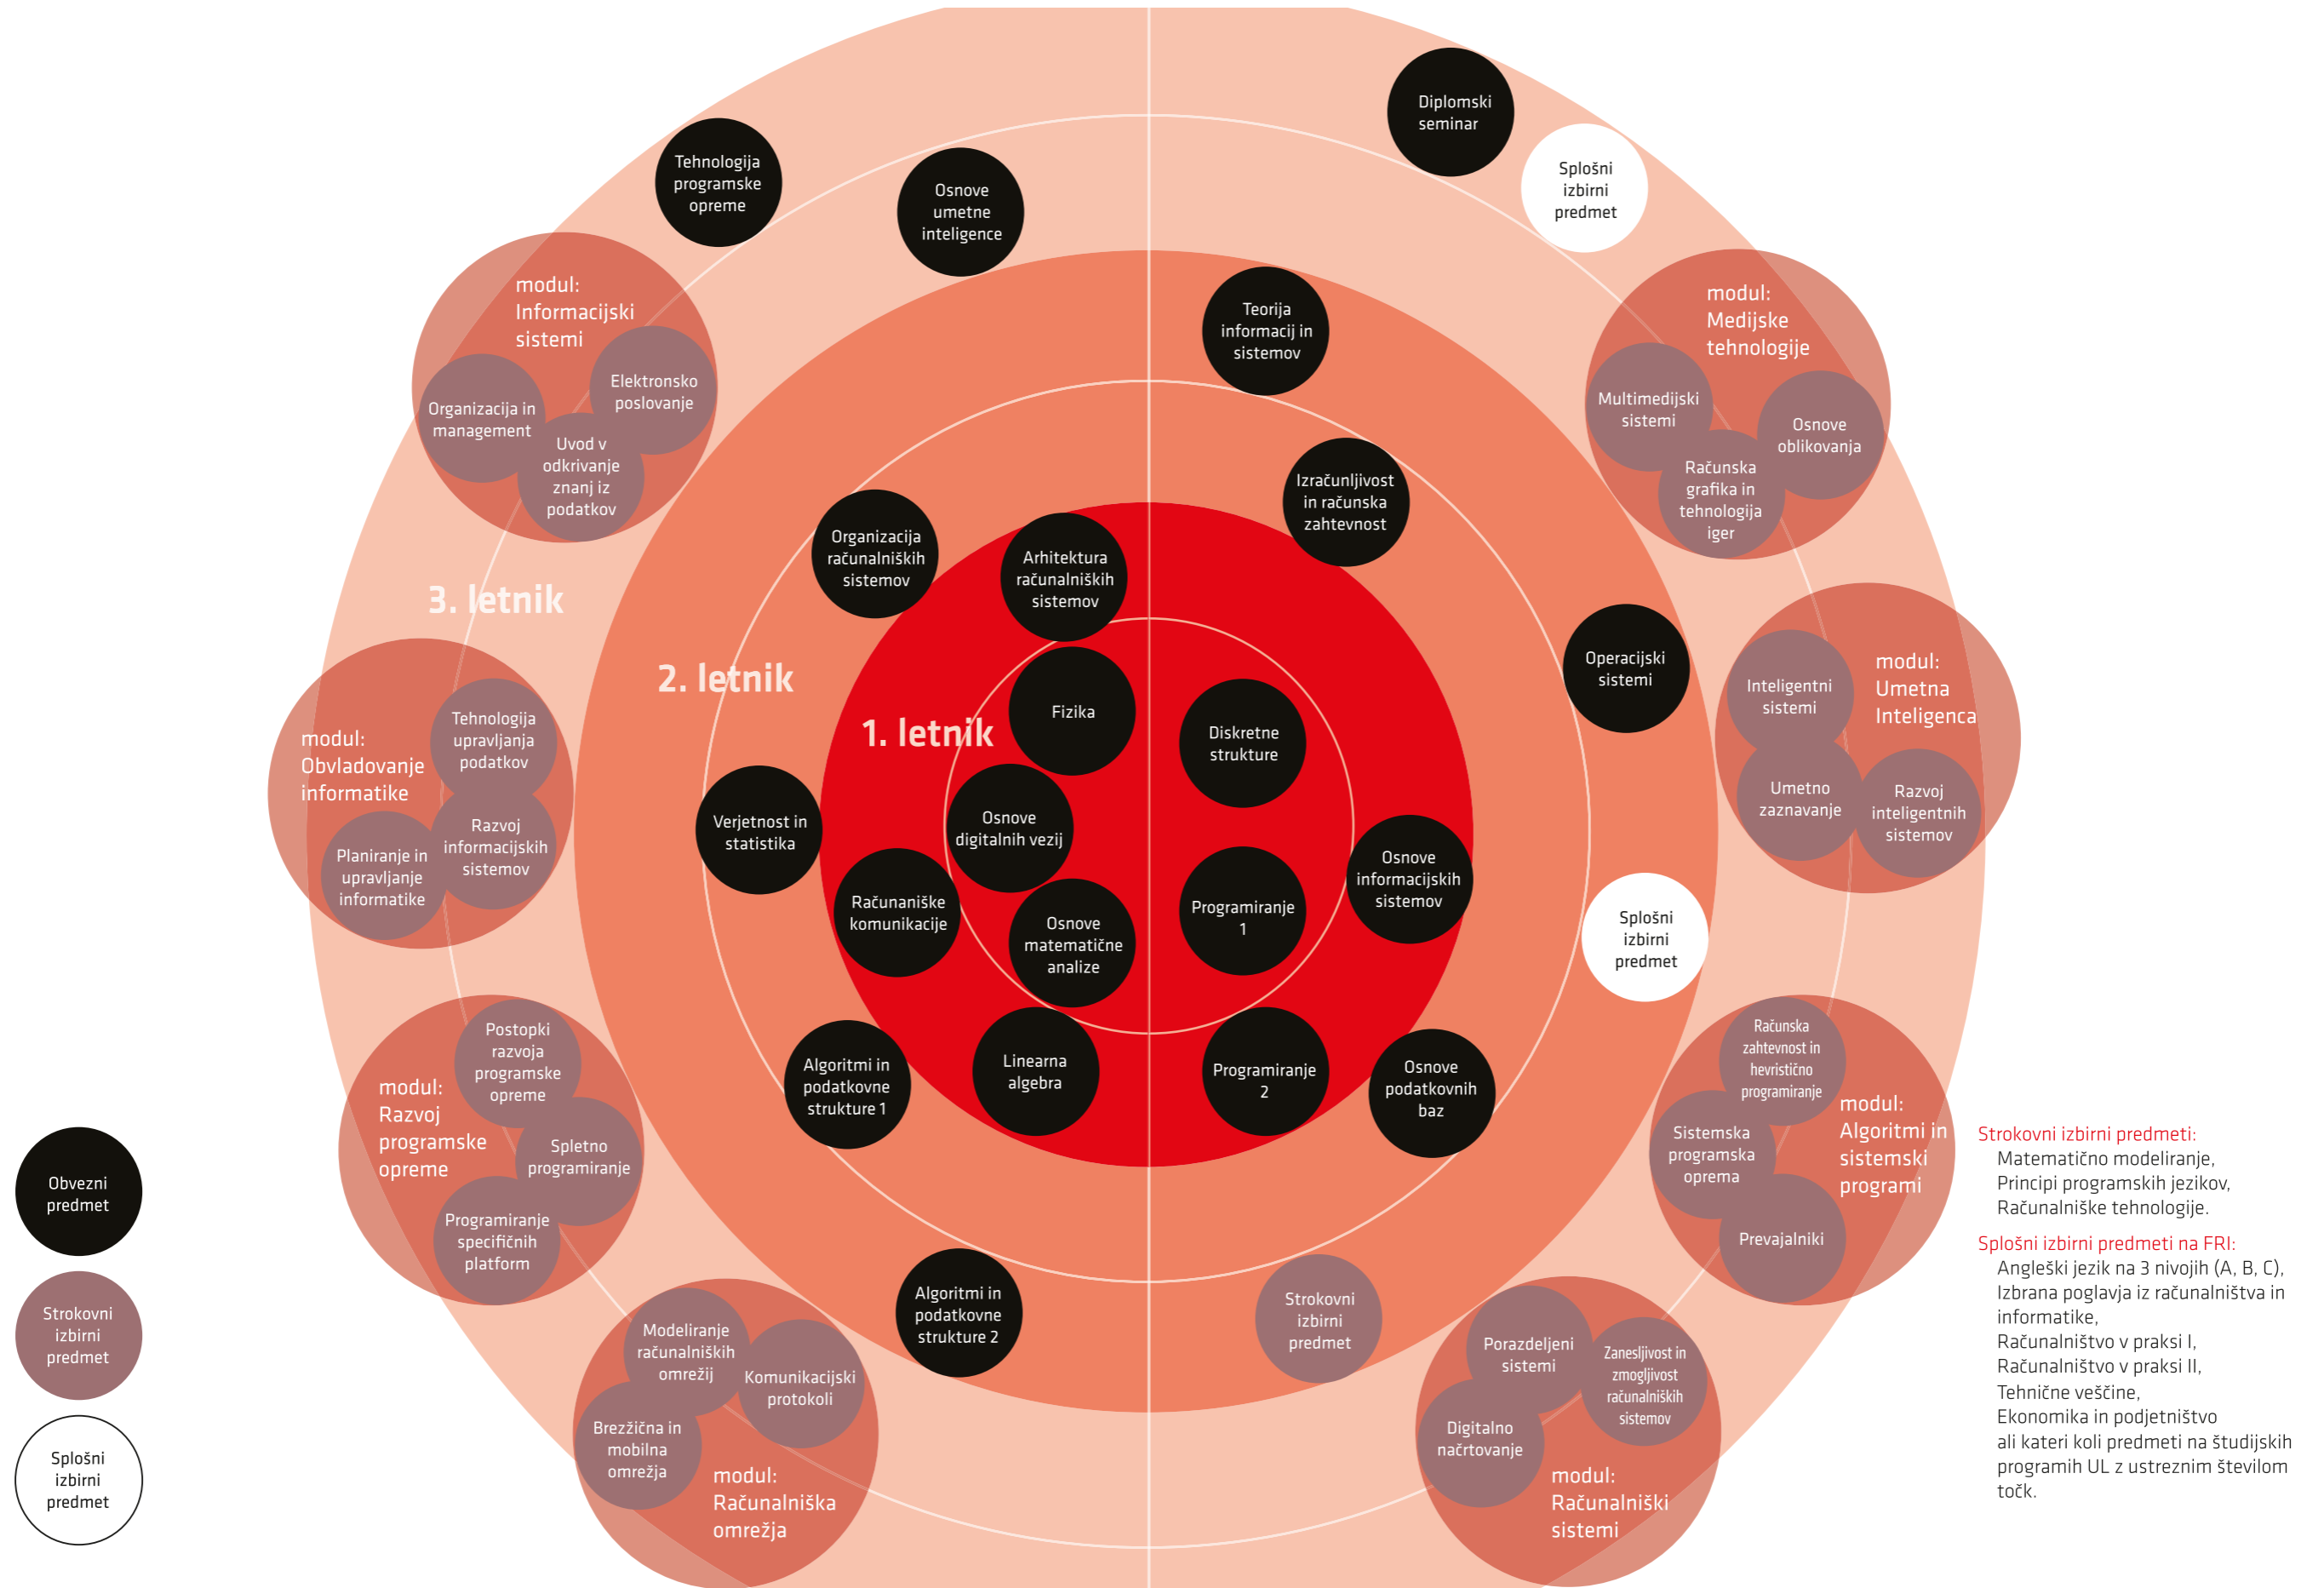 Diplomski
seminar
Tehnologija
programske
opreme
Osnove
umetne
inteligence
Splošni
izbirni
predmet
modul:
Informacijski
sistemi
Organizacija in
management
Elektronsko
poslovanje
Uvod v
odkrivanje
znanj iz
podatkov
Teorija
informacij in
sistemov
modul:
Medijske
tehnologije
Multimedijski
sistemi
Osnove
oblikovanja
Računska
grafika in
tehnologija
iger
Izračunljivost
in računska
zahtevnost
Organizacija
računalniških
sistemov
Arhitektura
računalniških
sistemov
3. letnik
2. letnik
1. letnik
Fizika
Diskretne
strukture
Operacijski
sistemi
modul:
Umetna
Inteligenca
Inteligentni
sistemi
Umetno
zaznavanje
Razvoj
inteligentnih
sistemov
modul:
Obvladovanje
informatike
Tehnologija
upravljanja
podatkov
Razvoj
informacijskih
sistemov
Planiranje in
upravljanje
informatike
Verjetnost in
statistika
Osnove
digitalnih vezij
Računaniške
komunikacije
Osnove
matematične
analize
Programiranje
1
Osnove
informacijskih
sistemov
Splošni
izbirni
predmet
Linearna
algebra
Programiranje
2
Osnove
podatkovnih
baz
Algoritmi in
podatkovne
strukture 1
modul:
Razvoj
programske
opreme
Postopki
razvoja
programske
opreme
Spletno
programiranje
Programiranje
specifičnih
platform
modul:
Algoritmi in
sistemski
programi
Računska
zahtevnost in
hevristično
programiranje
Sistemska
programska
oprema
Prevajalniki
Algoritmi in
podatkovne
strukture 2
Strokovni
izbirni
predmet
Modeliranje
računalniških
omrežij
Komunikacijski
protokoli
Brezžična in
mobilna
omrežja
modul:
Računalniška
omrežja
Porazdeljeni
sistemi
Zanesljivost in
zmogljivost
računalniških
sistemov
Digitalno
načrtovanje
modul:
Računalniški
sistemi
Obvezni
predmet
Strokovni
izbirni
predmet
Splošni
izbirni
predmet
Strokovni izbirni predmeti:
Matematično modeliranje,
Principi programskih jezikov,
Računalniške tehnologije.
Splošni izbirni predmeti na FRI:
Angleški jezik na 3 nivojih (A, B, C),
Izbrana poglavja iz računalništva in
informatike,
Računalništvo v praksi I,
Računalništvo v praksi II,
Tehnične veščine,
Ekonomika in podjetništvo
ali kateri koli predmeti na študijskih
programih UL z ustreznim številom
točk.